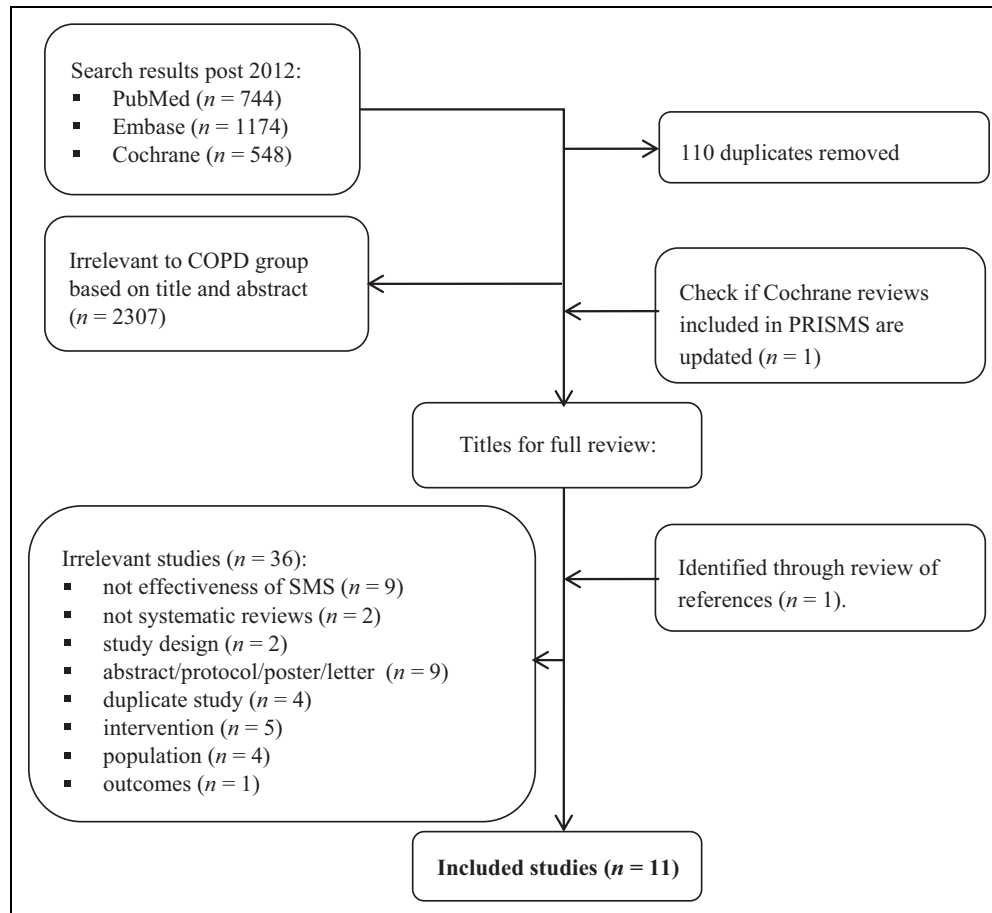 Search results post 2012:
▪ PubMed (n = 744)
▪ Embase (n = 1174)
▪ Cochrane (n = 548)
110 duplicates removed
Irrelevant to COPD group
based on title and abstract
(n = 2307)
Check if Cochrane reviews
included in PRISMS are
updated (n = 1)
Titles for full review:
Irrelevant studies (n = 36):
▪ not effectiveness of SMS (n = 9)
▪ not systematic reviews (n = 2)
▪ study design (n = 2)
▪ abstract/protocol/poster/letter (n = 9)
▪ duplicate study (n = 4)
▪ intervention (n = 5)
▪ population (n = 4)
▪ outcomes (n = 1)
Identified through review of
references (n = 1).
Included studies (n = 11)